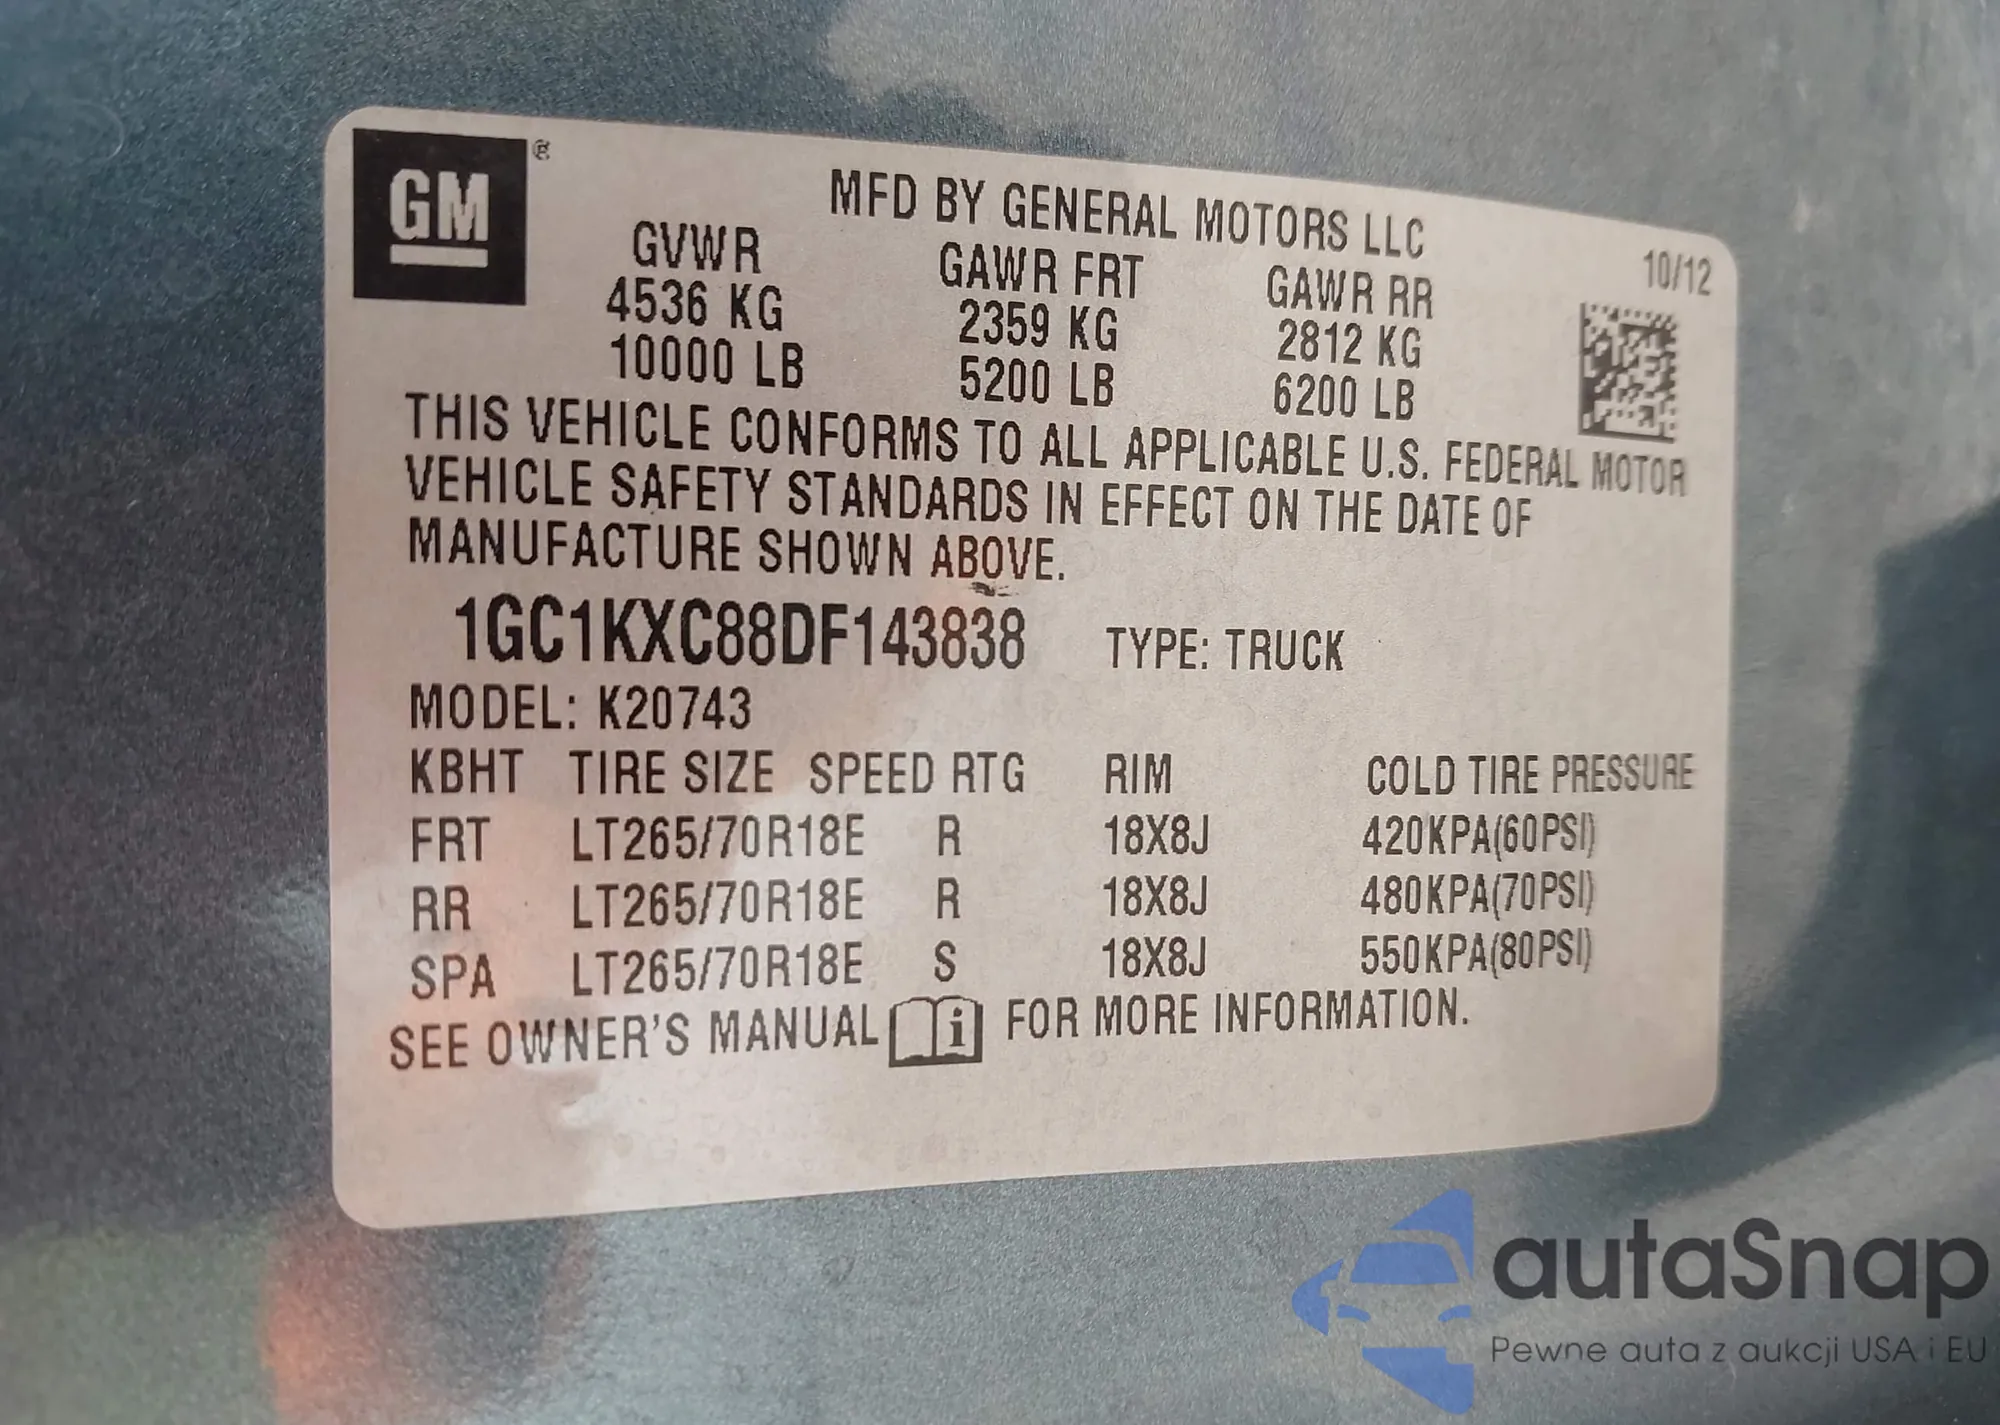 GM ®
MFD BY GENERAL MOTORS LLC
10/12
GVWR GAWR FRT GAWR RR
4536 KG 2359 KG 2812 KG
10000 LB 5200 LB 6200 LB
THIS VEHICLE CONFORMS TO ALL APPLICABLE U.S. FEDERAL MOTOR
VEHICLE SAFETY STANDARDS IN EFFECT ON THE DATE OF
MANUFACTURE SHOWN ABOVE.
1GC1KXC88DF143838 TYPE: TRUCK
MODEL: K20743
KBHT TIRE SIZE SPEED RTG RIM COLD TIRE PRESSURE
FRT LT265/70R18E R 18X8J 420KPA(60PSI)
RR LT265/70R18E R 18X8J 480KPA(70PSI)
SPA LT265/70R18E S 18X8J 550KPA(80PSI)
SEE OWNER'S MANUAL i FOR MORE INFORMATION.
autaSnap
Pewne auta z aukcji USA i EU